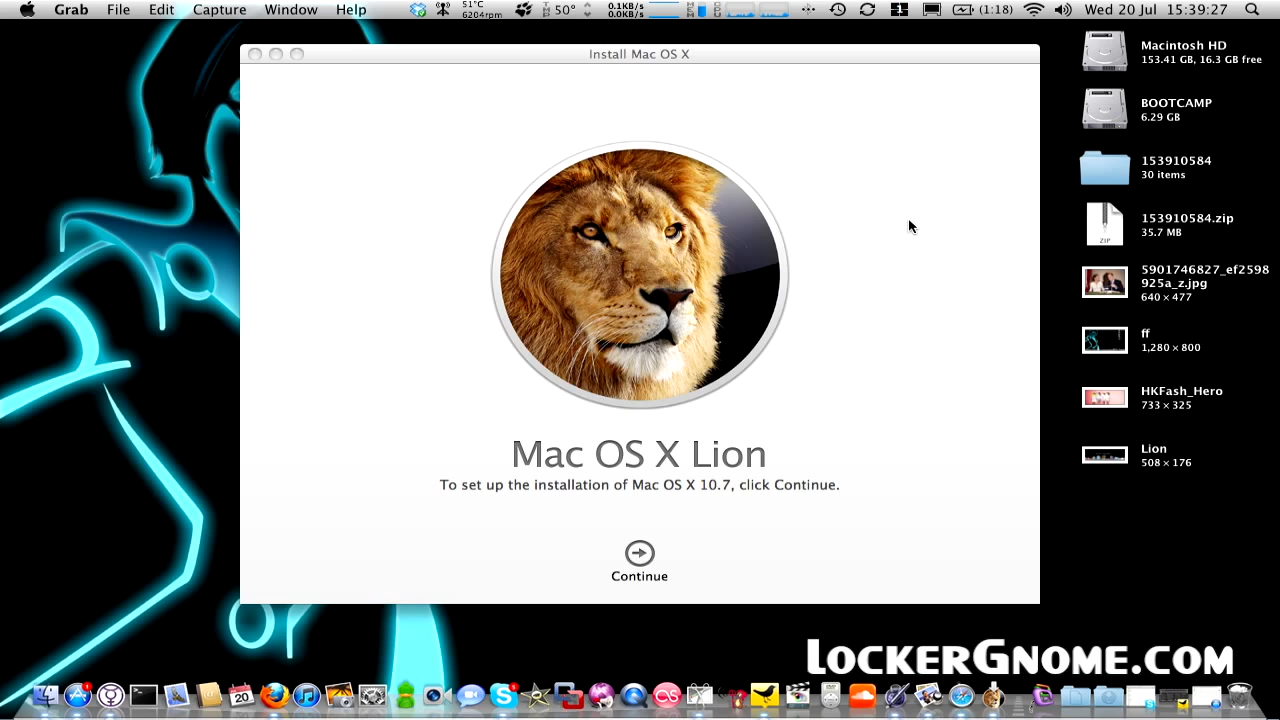 Grab File Edit Capture Window Help
51°C
6204rpm
50°
0.1KB/s
0.0KB/s
(1:18)
Wed 20 Jul 15:39:27
Install Mac OS X
Macintosh HD
153.41 GB, 16.3 GB free
BOOTCAMP
6.29 GB
153910584
30 items
ZIP
153910584.zip
35.7 MB
5901746827_ef2598
925a_z.jpg
640 × 477
ff
1,280 × 800
HKFash_Hero
733 × 325
Lion
508 × 176
Mac OS X Lion
To set up the installation of Mac OS X 10.7, click Continue.
Continue
LOCKERGNOME.COM
20